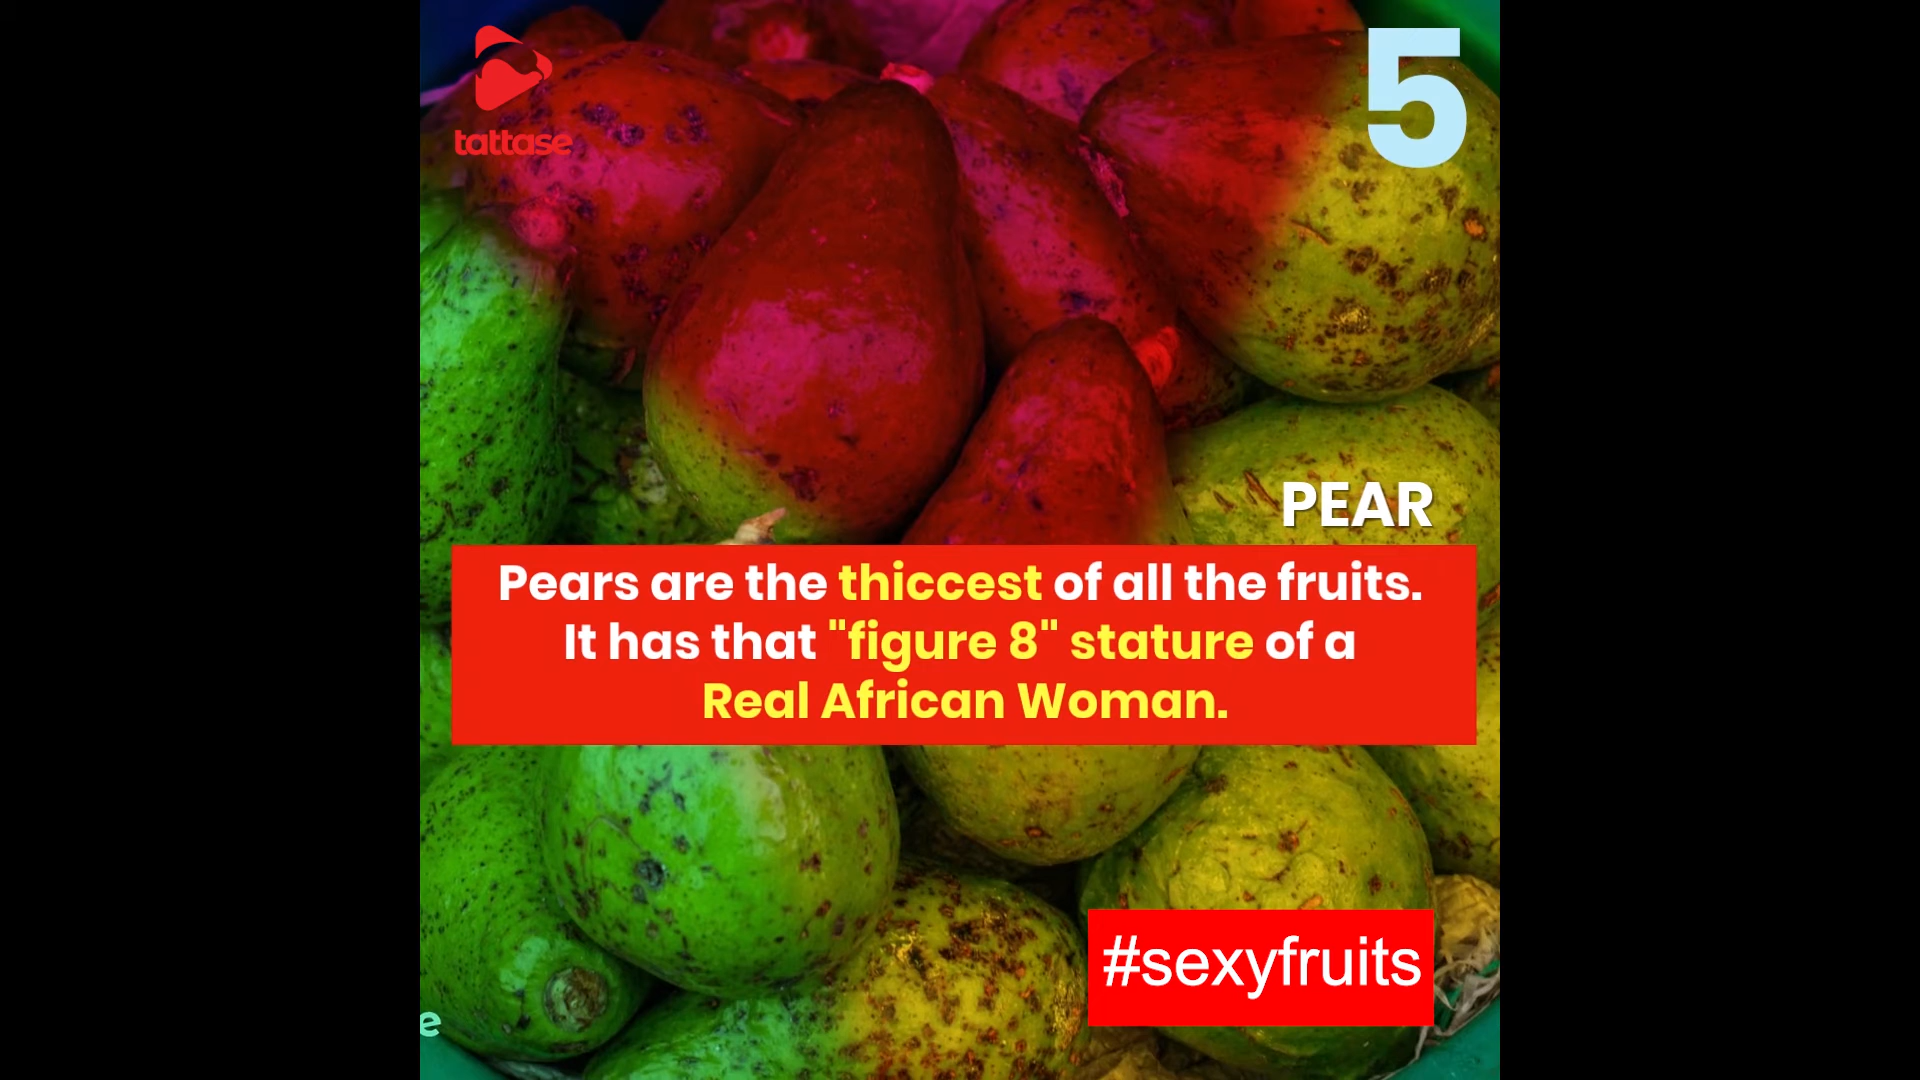 tattase
5
PEAR
Pears are the thiccest of all the fruits.
It has that "figure 8" stature of a
Real African Woman.
#sexyfruits
e